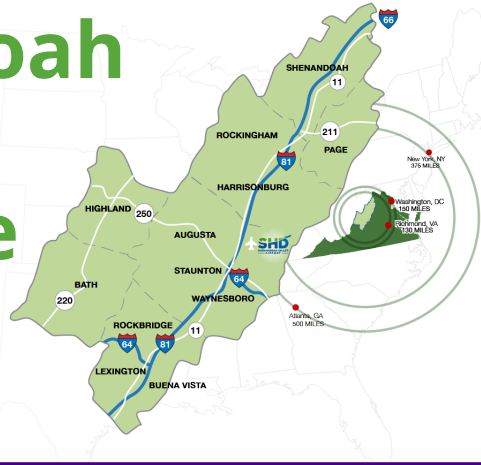 oah
e
66
SHENANDOAH
11
ROCKINGHAM
211
PAGE
81
New York, NY
375 MILES
HARRISONBURG
HIGHLAND
250
Washington, DC
150 MILES
Richmond, VA
130 MILES
AUGUSTA
SHD
STAUNTON
64
BATH
WAYNESBORO
220
Atlanta, GA
500 MILES
ROCKBRIDGE
11
64
81
LEXINGTON
BUENA VISTA